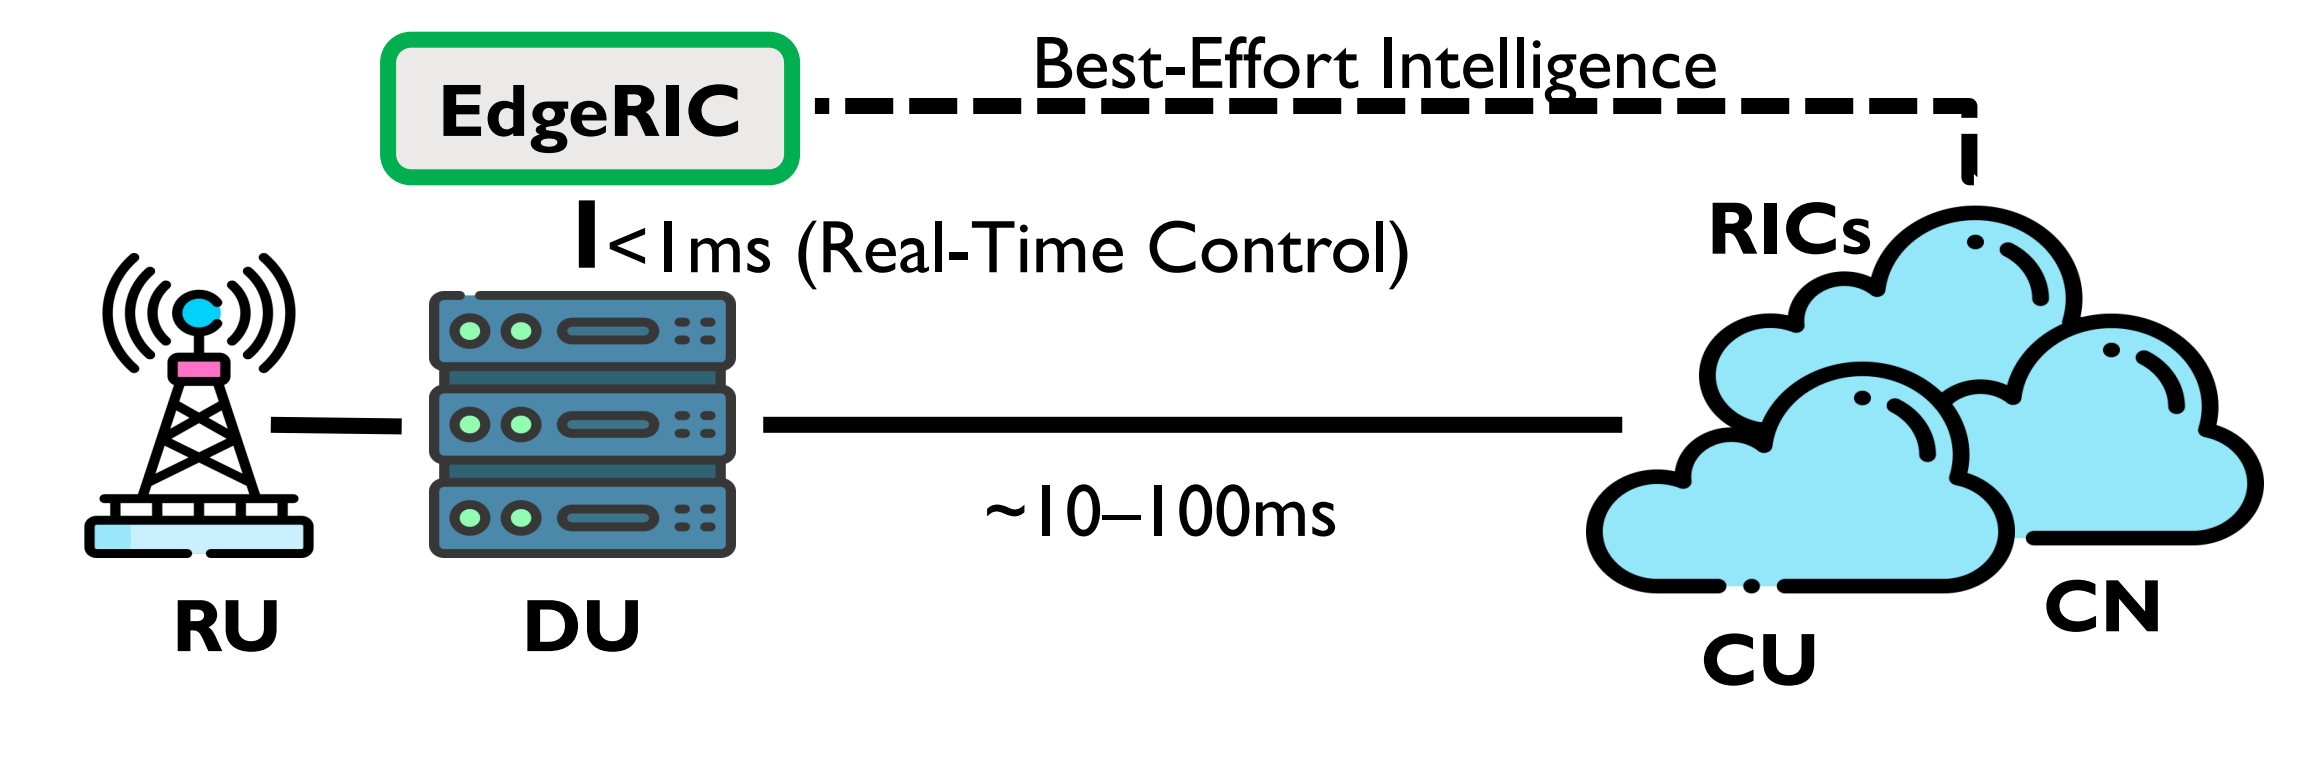 Best-Effort Intelligence
EdgeRIC
<1ms (Real-Time Control)
RICs
~10–100ms
RU
DU
CN
CU